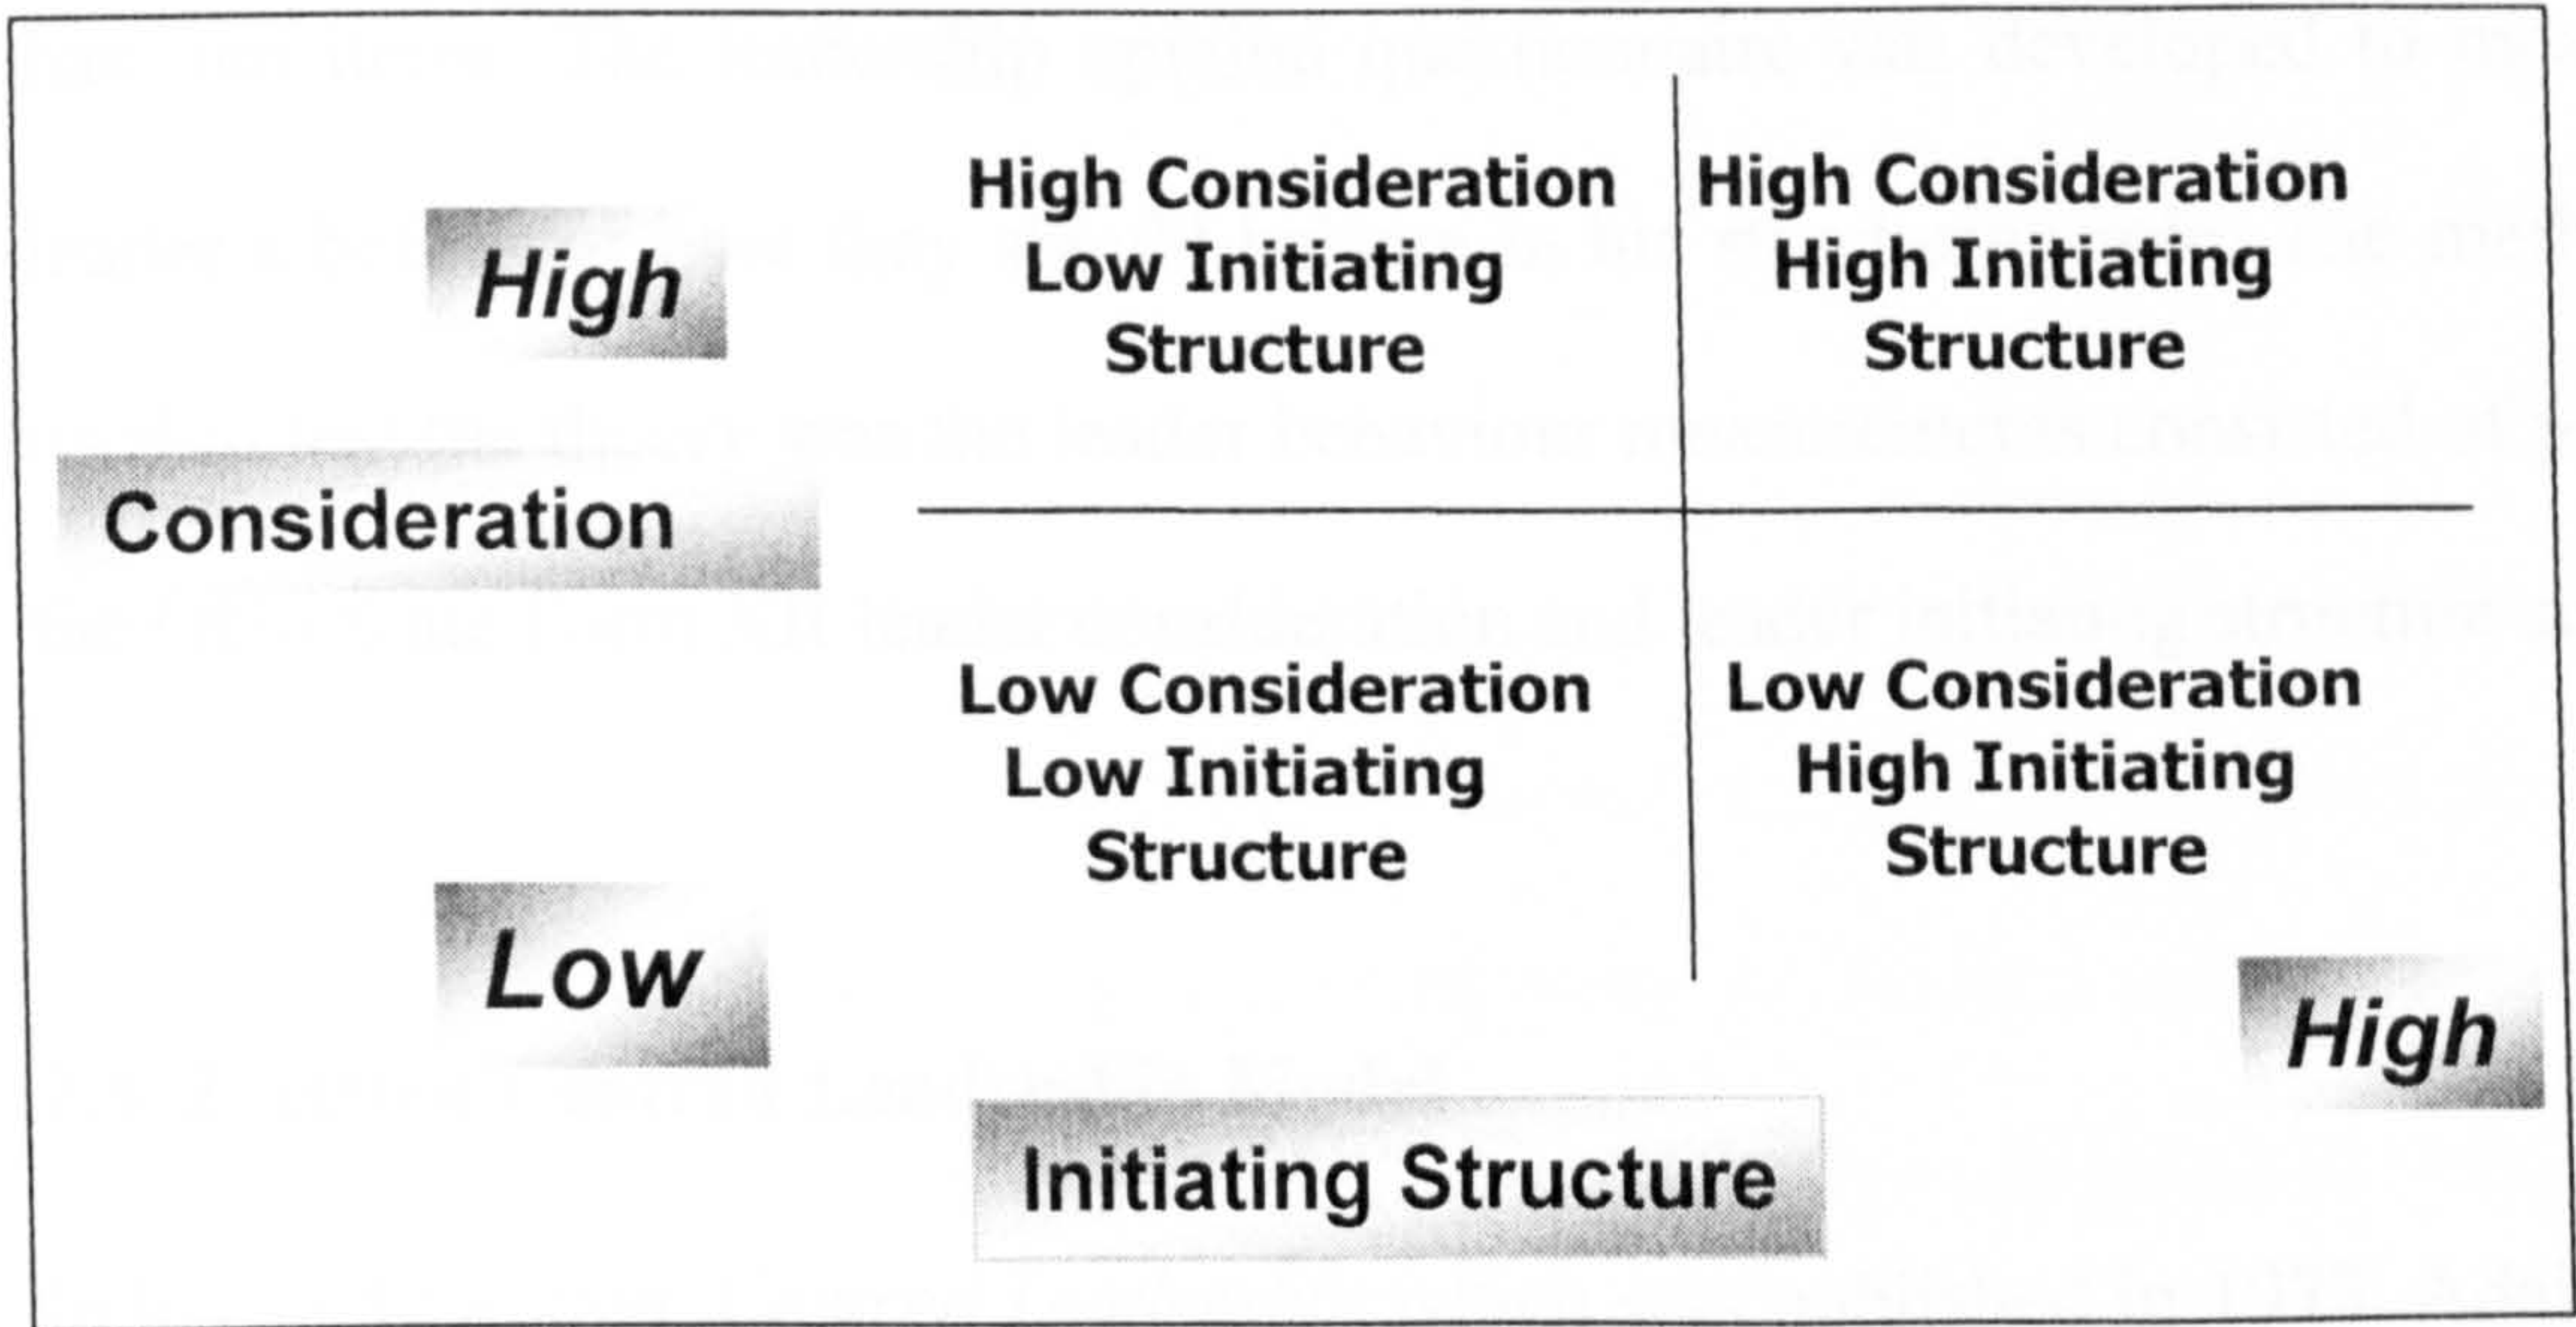 High
Consideration
Low
High Consideration
Low Initiating
Structure
High Consideration
High Initiating
Structure
Low Consideration
Low Initiating
Structure
Low Consideration
High Initiating
Structure
High
Initiating Structure